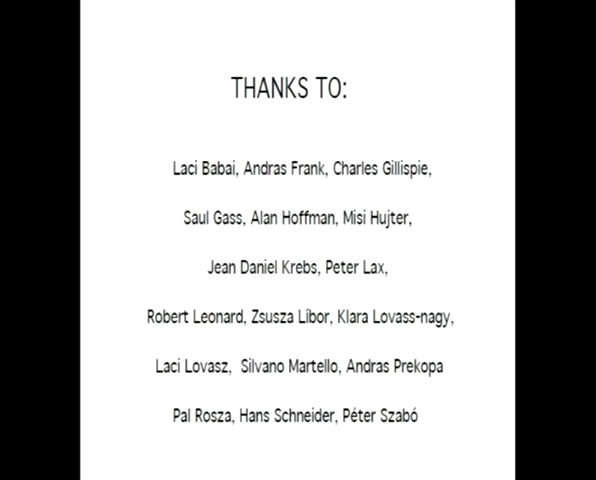 THANKS TO:
Laci Babai, Andras Frank, Charles Gillispie,
Saul Gass, Alan Hoffman, Misi Hujter,
Jean Daniel Krebs, Peter Lax,
Robert Leonard, Zsusza Líbor, Klara Lovass-nagy,
Laci Lovasz, Silvano Martello, Andras Prekopa
Pal Rosza, Hans Schneider, Péter Szabó